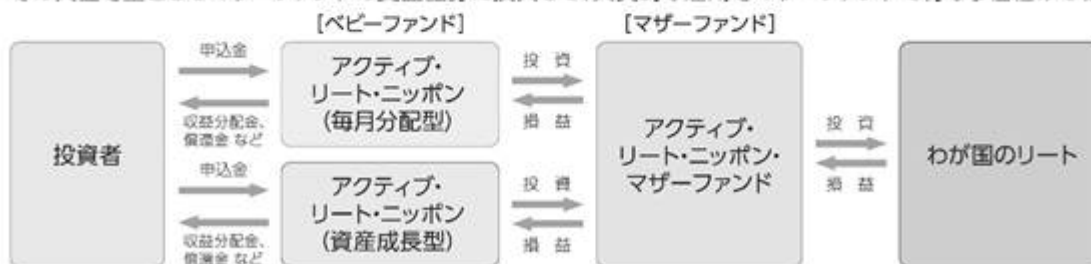 [ベビーファンド]
[マザーファンド]
投資者
申込金
収益分配金、
償還金 など
申込金
収益分配金、
償還金 など
アクティブ・
リート・ニッポン
(毎月分配型)
アクティブ・
リート・ニッポン
(資産成長型)
投 資
損 益
投 資
損 益
アクティブ・
リート・ニッポン・
マザーファンド
投 資
損 益
わが国のリート